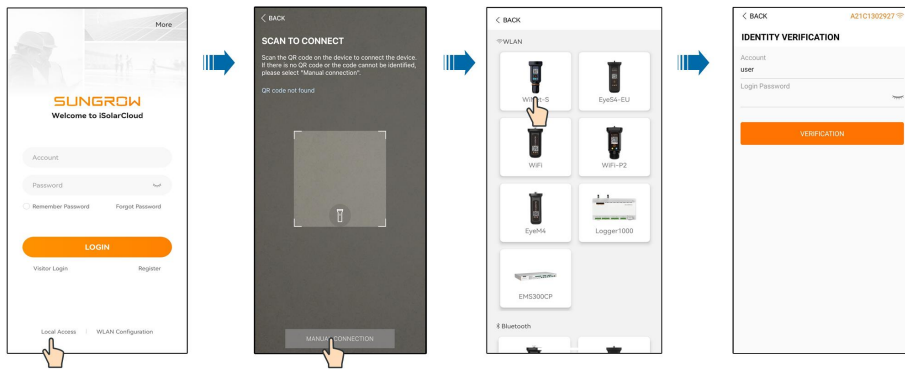 More
SUNGROW
Welcome to iSolarCloud
Account
Password
Remember Password Forgot Password
LOGIN
Visitor Login Register
Local Access WLAN Configuration
BACK
SCAN TO CONNECT
Scan the QR code on the device to connect the device.
If there is no QR code or the code cannot be identified,
please select "Manual connection".
QR code not found
MANUAL CONNECTION
BACK
WLAN
WiNet-S EyeS4-EU
WiFi WiFi-P2
EyeM4 Logger1000
EMS300CP
Bluetooth
BACK A21C1302927
IDENTITY VERIFICATION
Account
user
Login Password
VERIFICATION